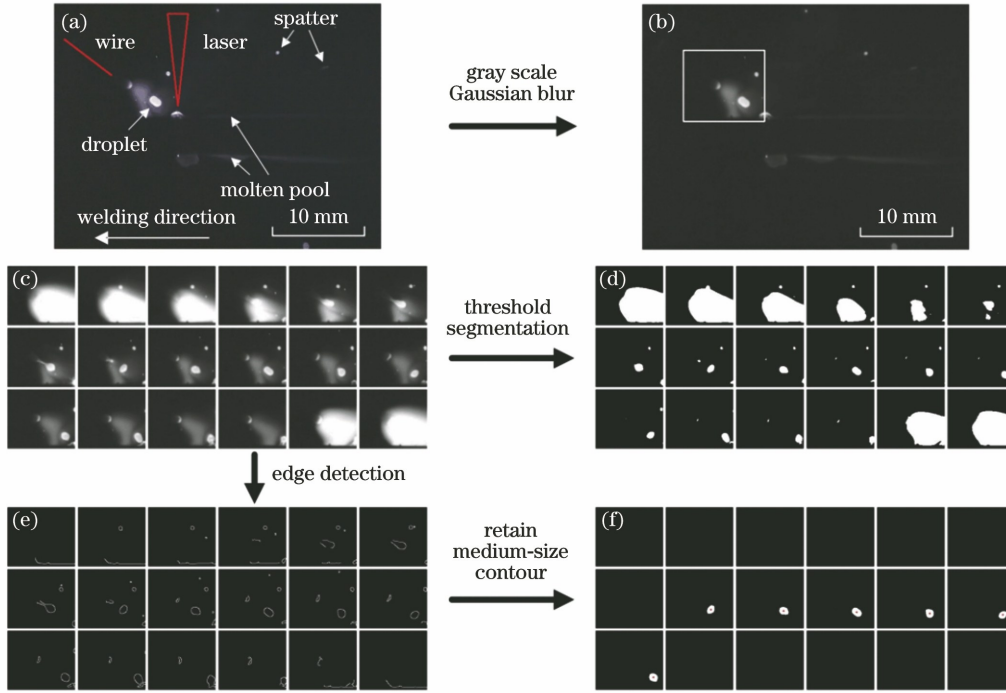 (a)
spatter
wire
laser
droplet
molten pool
welding direction
10 mm
gray scale
Gaussian blur
(b)
10 mm
(c)
threshold
segmentation
(d)
edge detection
(e)
retain
medium-size
contour
(f)